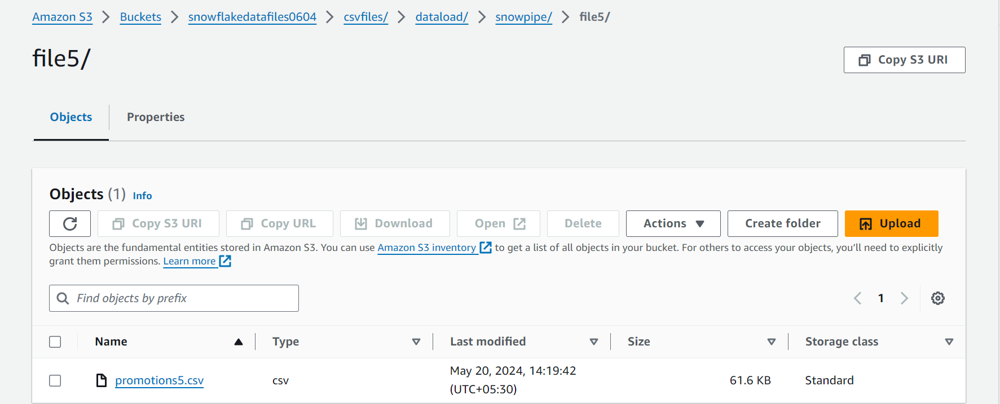 Amazon S3 > Buckets > snowflakedatafiles0604 > csvfiles/ > dataload/ > snowpipe/ > file5/
file5/
Copy S3 URI
Objects Properties
Objects (1) Info
Copy S3 URI Copy URL Download Open Delete Actions Create folder Upload
Objects are the fundamental entities stored in Amazon S3. You can use Amazon S3 inventory to get a list of all objects in your bucket. For others to access your objects, you’ll need to explicitly
grant them permissions. Learn more
Find objects by prefix 1
Name Type Last modified Size Storage class
promotions5.csv csv May 20, 2024, 14:19:42 61.6 KB Standard
(UTC+05:30)